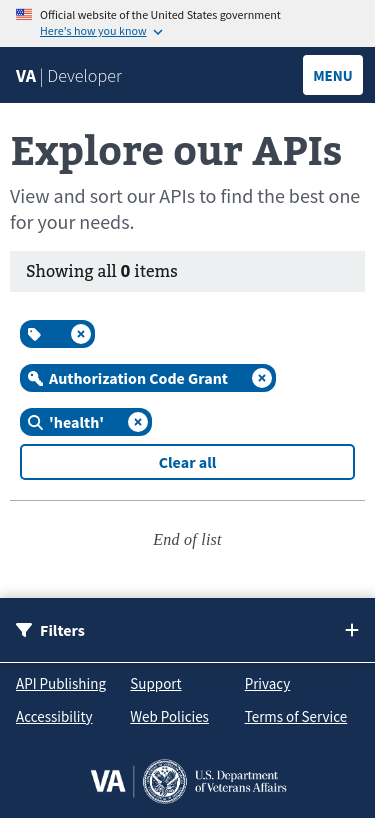 Official website of the United States government
Here's how you know
VA | Developer
MENU
Explore our APIs
View and sort our APIs to find the best one
for your needs.
Showing all 0 items
Authorization Code Grant
'health'
Clear all
End of list
Filters
API Publishing Support Privacy
Accessibility Web Policies Terms of Service
VA
U.S. Department
of Veterans Affairs